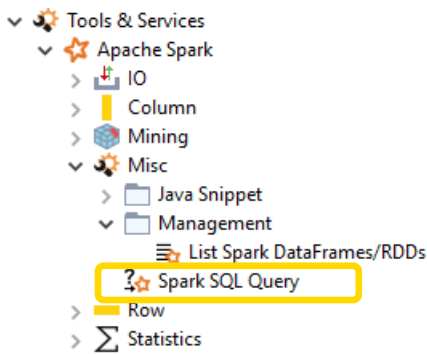 Tools & Services
Apache Spark
IO
Column
Mining
Misc
Java Snippet
Management
List Spark DataFrames/RDDs
Spark SQL Query
Row
Statistics